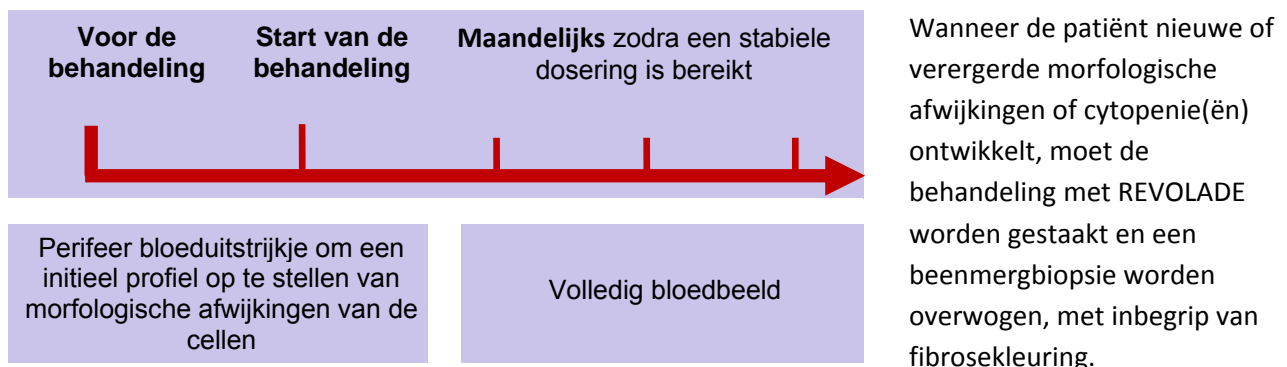 Voor de
behandeling
Start van de
behandeling
Maandelijks zodra een stabiele
dosering is bereikt
Perifeer bloeduitstrijkje om een
initieel profiel op te stellen van
morfologische afwijkingen van de
cellen
Volledig bloedbeeld
Wanneer de patiënt nieuwe of
verergerde morfologische
afwijkingen of cytopenie(ën)
ontwikkelt, moet de
behandeling met REVOLADE
worden gestaakt en een
beenmergbiopsie worden
overwogen, met inbegrip van
fibrosekleuring.